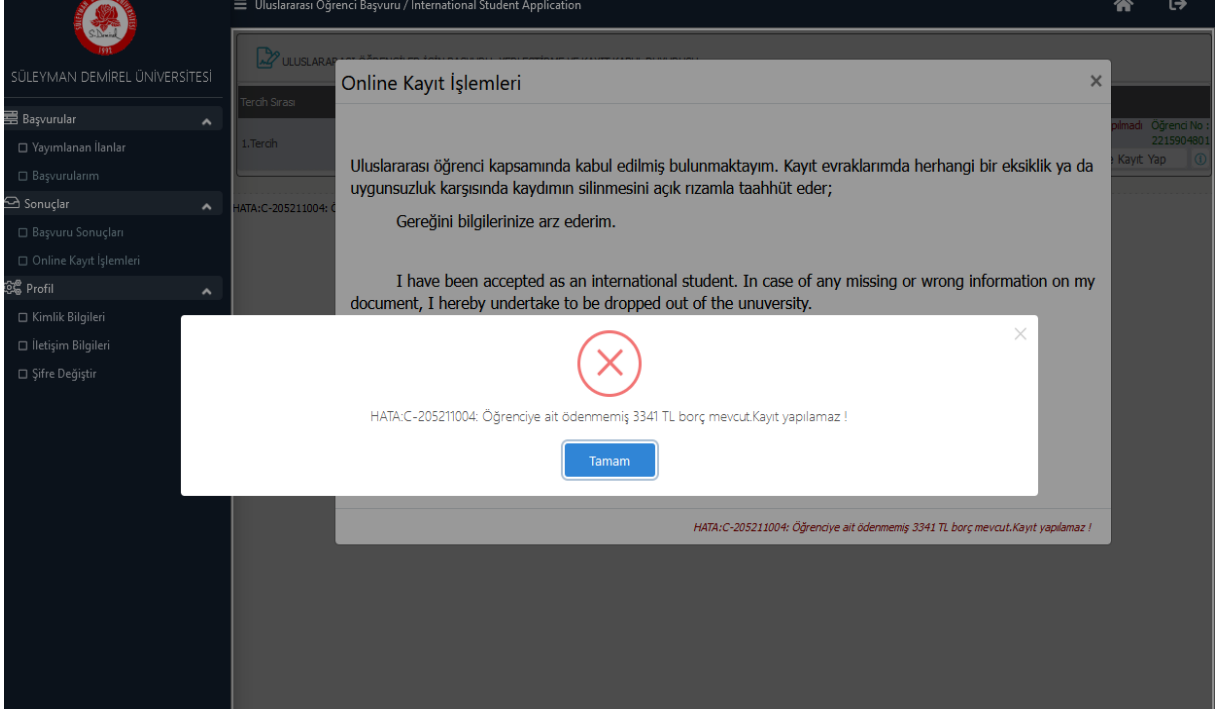 Uluslararası Öğrenci Başvuru / International Student Application
S.Demirel
1992
SÜLEYMAN DEMİREL ÜNİVERSİTESİ
Başvurular
Yayımlanan İlanlar
Başvurularım
Sonuçlar
Başvuru Sonuçları
Online Kayıt İşlemleri
Profil
Kimlik Bilgileri
İletişim Bilgileri
Şifre Değiştir
Tercih Sırası
1.Tercih
Öğrenci No :
2215904801
Kayıt Yap
HATA:C-205211004:
Online Kayıt İşlemleri
Uluslararası öğrenci kapsamında kabul edilmiş bulunmaktayım. Kayıt evraklarımda herhangi bir eksiklik ya da
uygunsuzluk karşısında kaydımın silinmesini açık rızamla taahhüt eder;
Gereğini bilgilerinize arz ederim.
I have been accepted as an international student. In case of any missing or wrong information on my
document, I hereby undertake to be dropped out of the unuversity.
HATA:C-205211004: Öğrenciye ait ödenmemiş 3341 TL borç mevcut.Kayıt yapılamaz !
Tamam
HATA:C-205211004: Öğrenciye ait ödenmemiş 3341 TL borç mevcut.Kayıt yapılamaz !